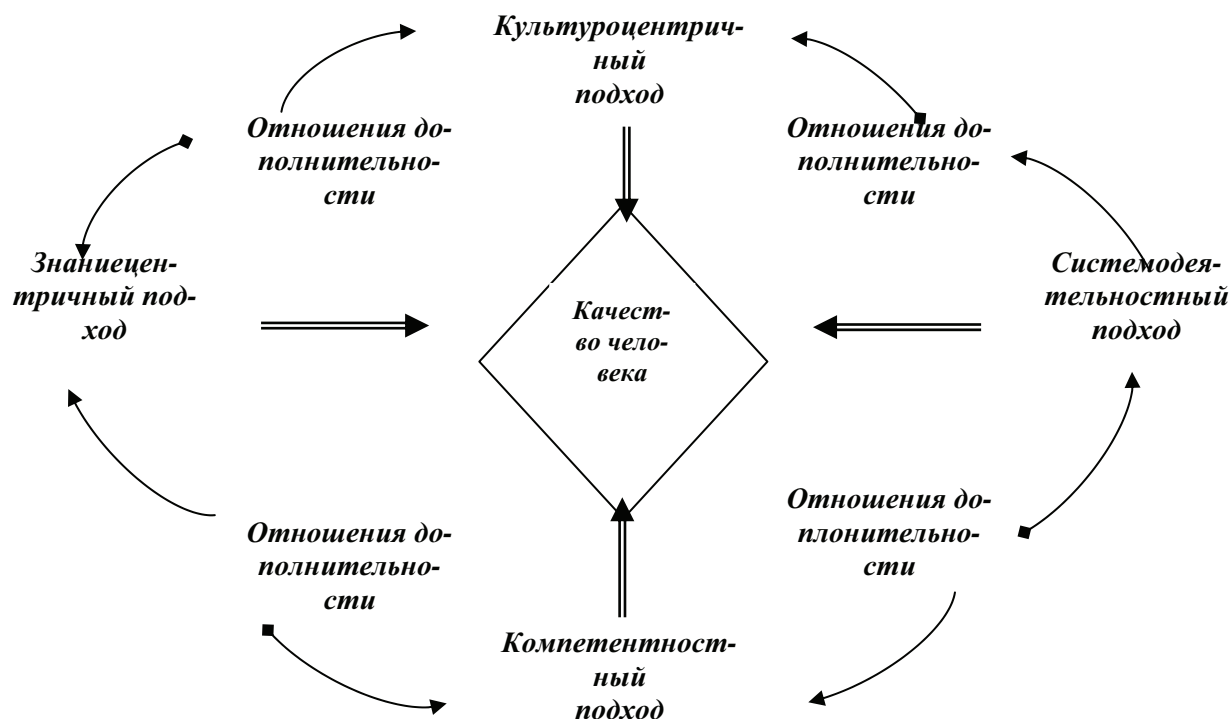 Культуроцентрич-
ный
подход
Отношения до-
полнительно-
сти
Отношения до-
полнительно-
сти
Знаниецен-
тричный под-
ход
Качест-
во чело-
века
Системодея-
тельностный
подход
Отношения до-
полнительно-
сти
Отношения до-
плонительно-
сти
Компетентност-
ный
подход